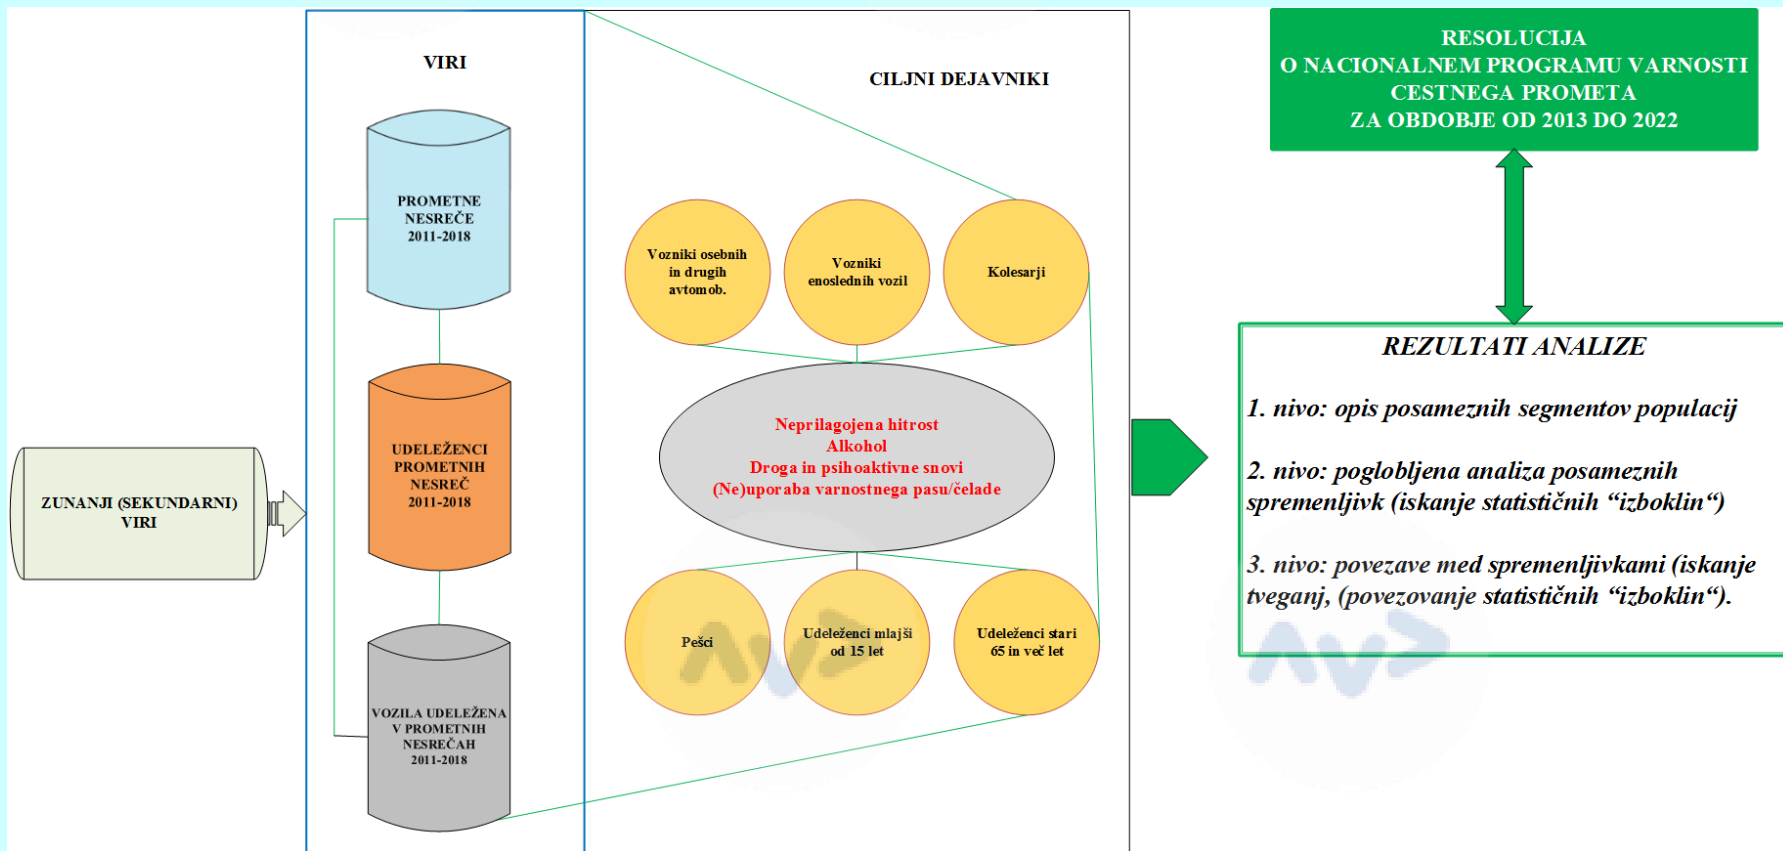 ZUNANJI (SEKUNDARNI)
VIRI
VIRI
PROMETNE
NESREČE
2011-2018
UDELEŽENCI
PROMETNIH
NESREČ
2011-2018
VOZILA UDELEŽENA
V PROMETNIH
NESREČAH
2011-2018
CILJNI DEJAVNIKI
Vozniki osebnih
in drugih
avtomob.
Vozniki
enoslednih vozil
Kolesarji
Neprilagojena hitrost
Alkohol
Droga in psihoaktivne snovi
(Ne)uporaba varnostnega pasu/čelade
Pešci
Udeleženci mlajši
od 15 let
Udeleženci stari
65 in več let
RESOLUCIJA
O NACIONALNEM PROGRAMU VARNOSTI
CESTNEGA PROMETA
ZA OBDOBJE OD 2013 DO 2022
REZULTATI ANALIZE
1. nivo: opis posameznih segmentov populacij
2. nivo: poglobljena analiza posameznih
spremenljivk (iskanje statističnih “izboklin“)
3. nivo: povezave med spremenljivkami (iskanje
tveganj, (povezovanje statističnih “izboklin“).